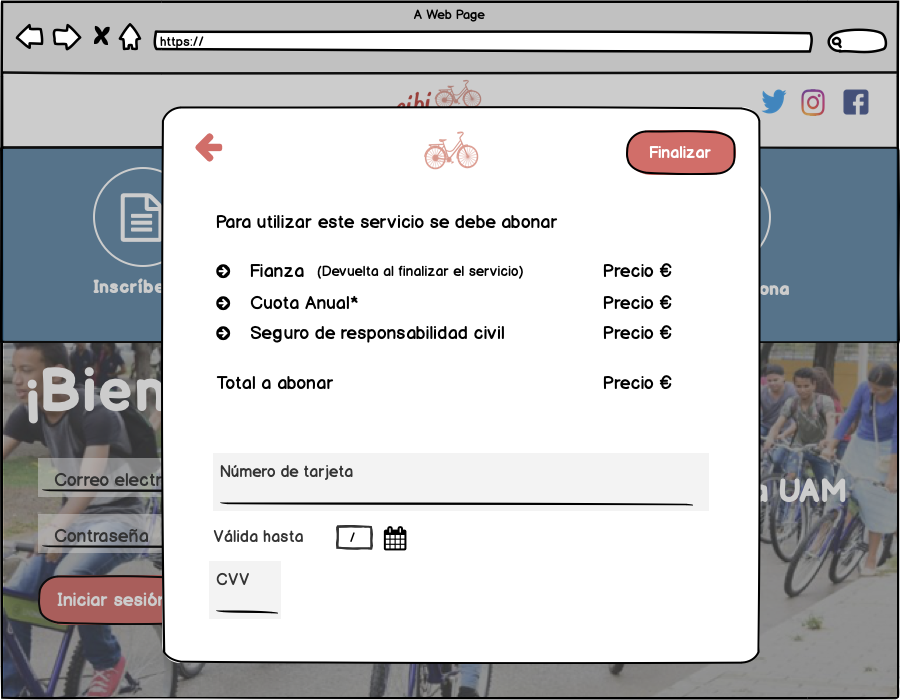 A Web Page
https://
cibi
Finalizar
Para utilizar este servicio se debe abonar
Fianza (Devuelta al finalizar el servicio) Precio €
Cuota Anual* Precio €
Seguro de responsabilidad civil Precio €
Total a abonar Precio €
Número de tarjeta
Válida hasta /
CVV
Inscríbe
ona
¡Bien
Correo electr
UAM
Contraseña
Iniciar sesión